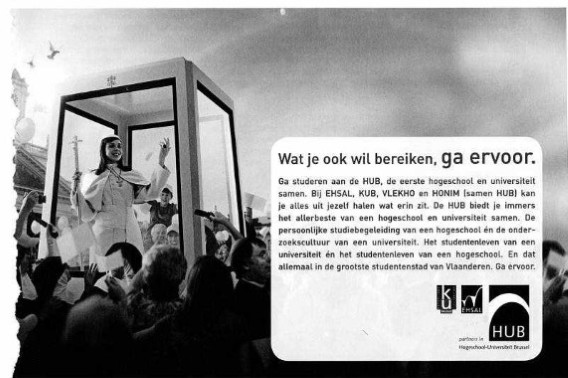 Wat je ook wil bereiken, ga ervoor.
Ga studeren aan de HUB, de eerste hogeschool en universiteit
samen. Bij EHSAL, KUB, VLEKHO en HONIM (samen HUB) kan
je alles uit jezelf halen wat erin zit. De HUB biedt je immers
het allerbeste van een hogeschool en universiteit samen. De
persoonlijke studiebegeleiding van een hogeschool én de onder-
zoekscultuur van een universiteit. Het studentenleven van een
universiteit én het studentenleven van een hogeschool. En dat
allemaal in de grootste studentenstad van Vlaanderen. Ga ervoor.
KU
EHSAL
HUB
partners in
Hogeschool-Universiteit Brussel